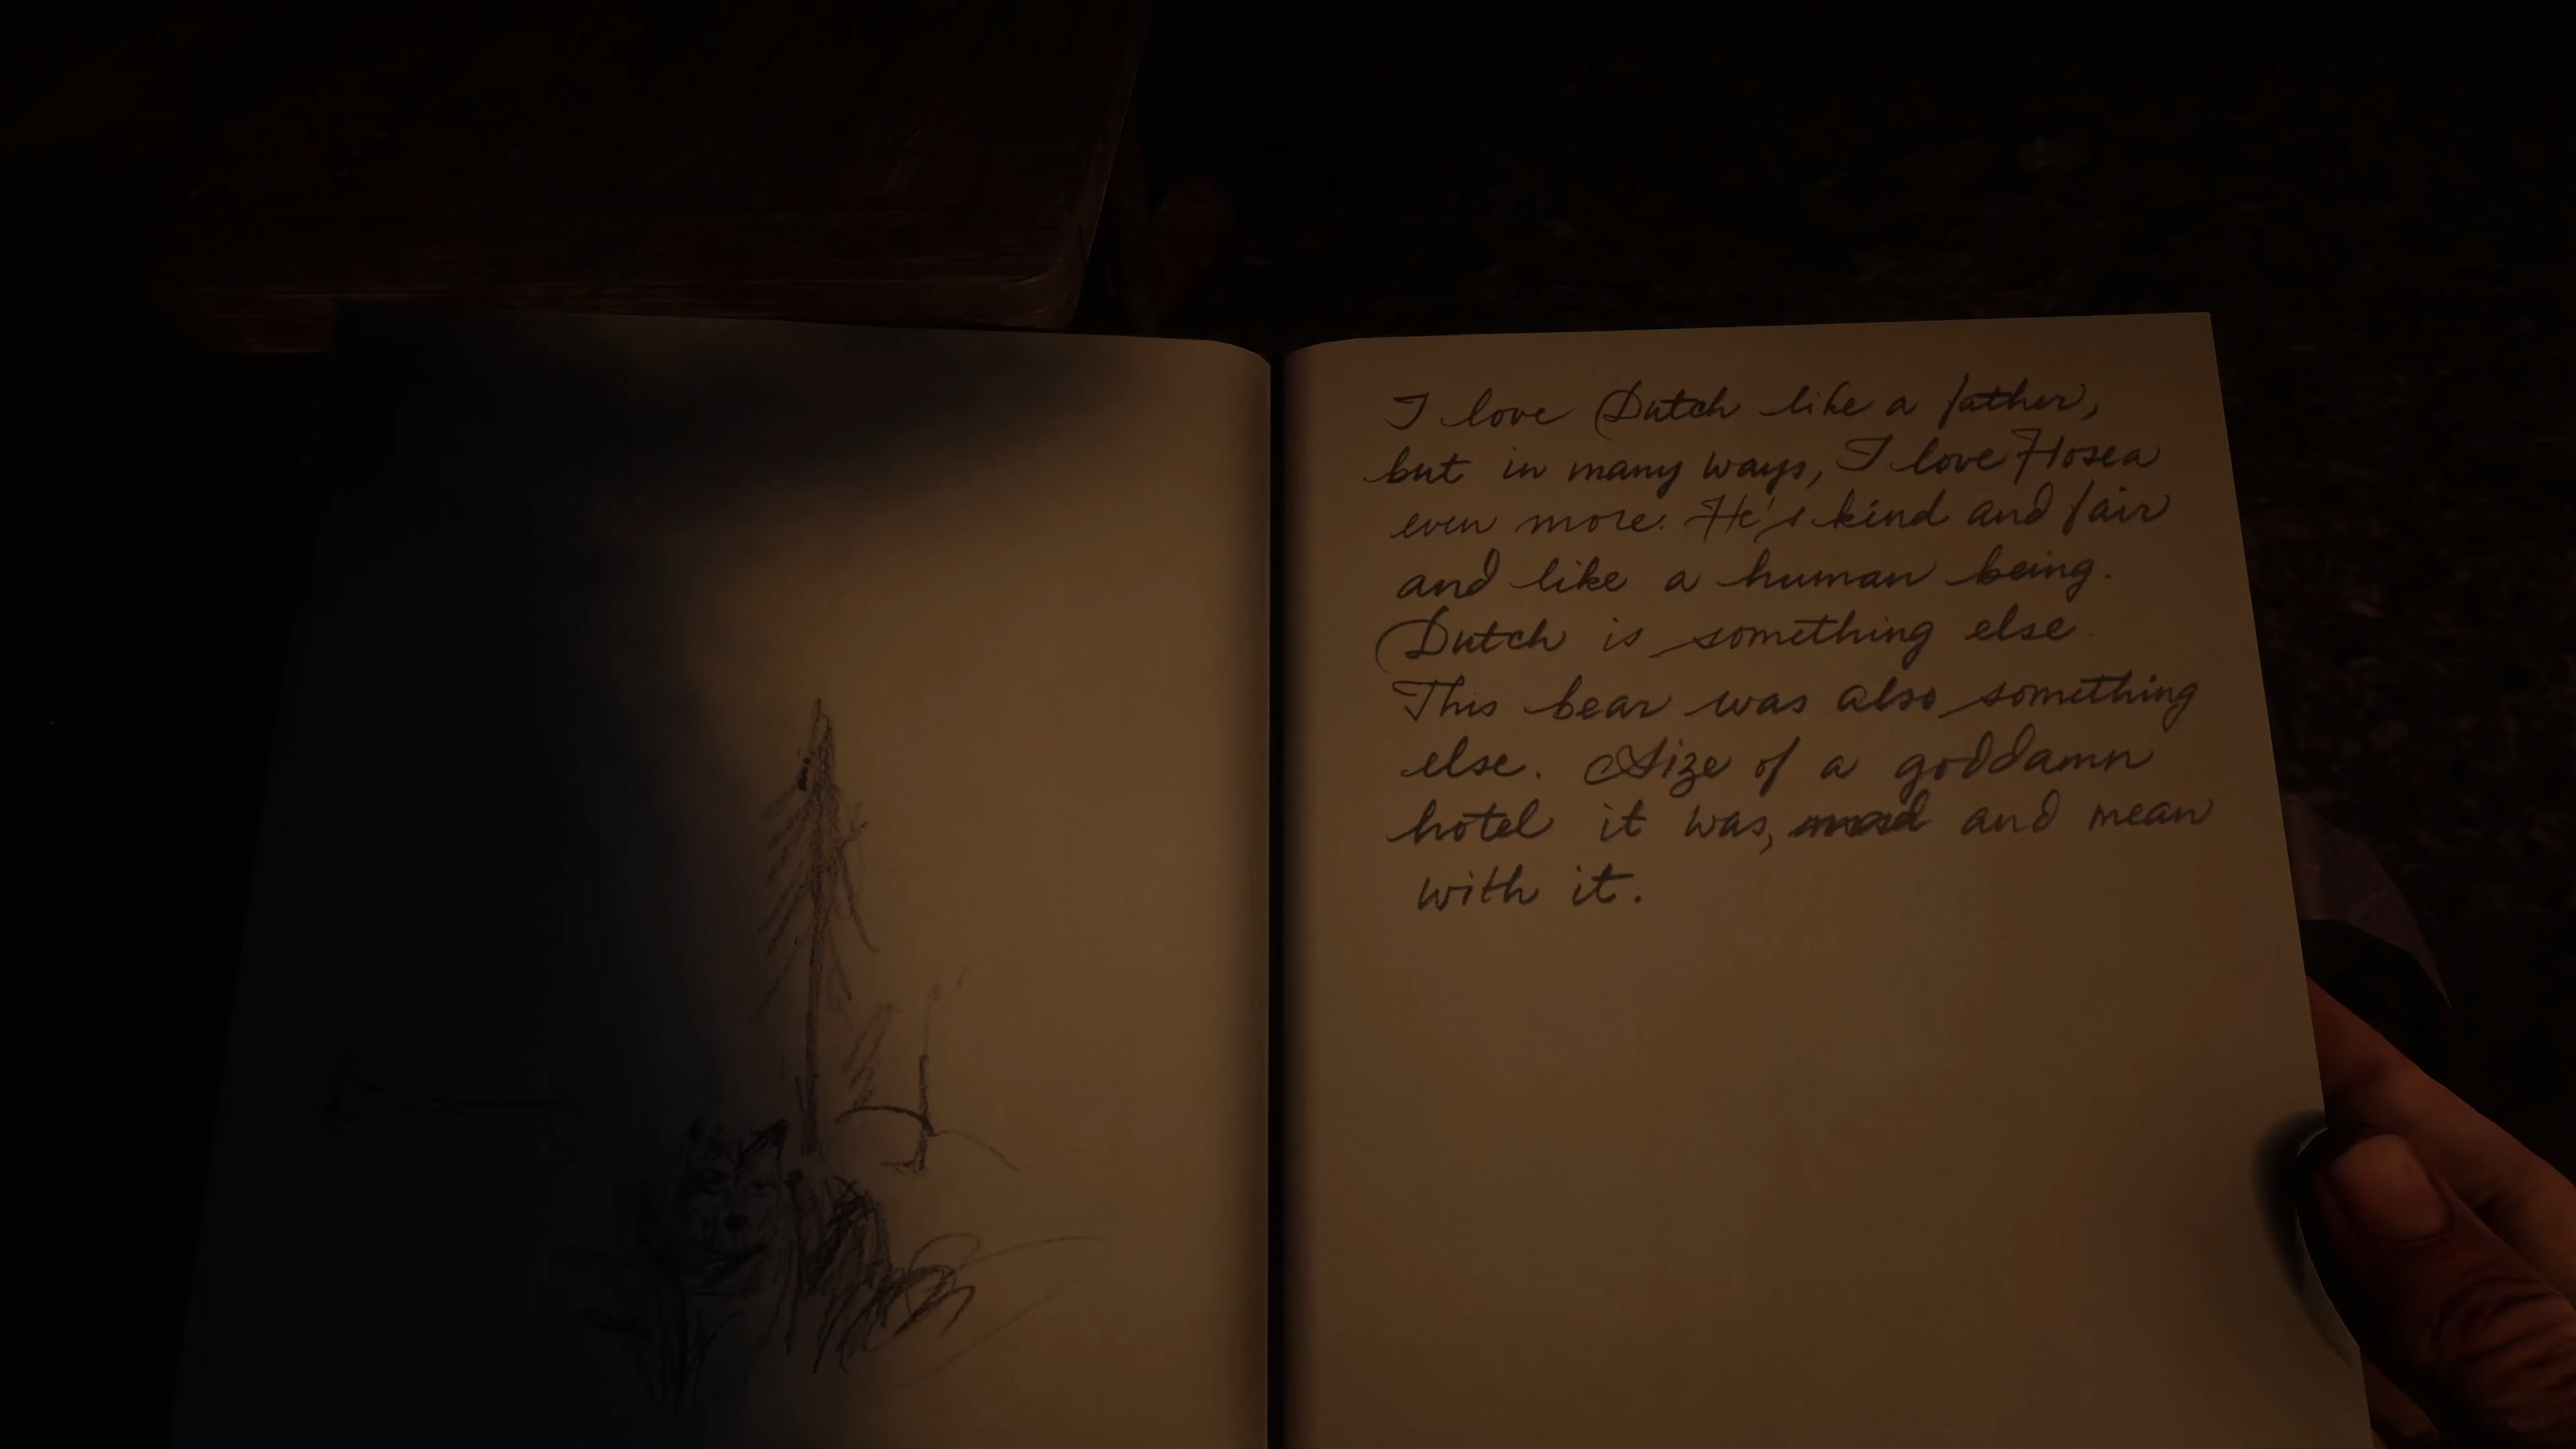 I love Dutch like a father,
but in many ways, I love Hosea
even more. He's kind and fair
and like a human being.
Dutch is something else.
This bear was also something
else. Size of a goddamn
hotel it was, and mean
with it.